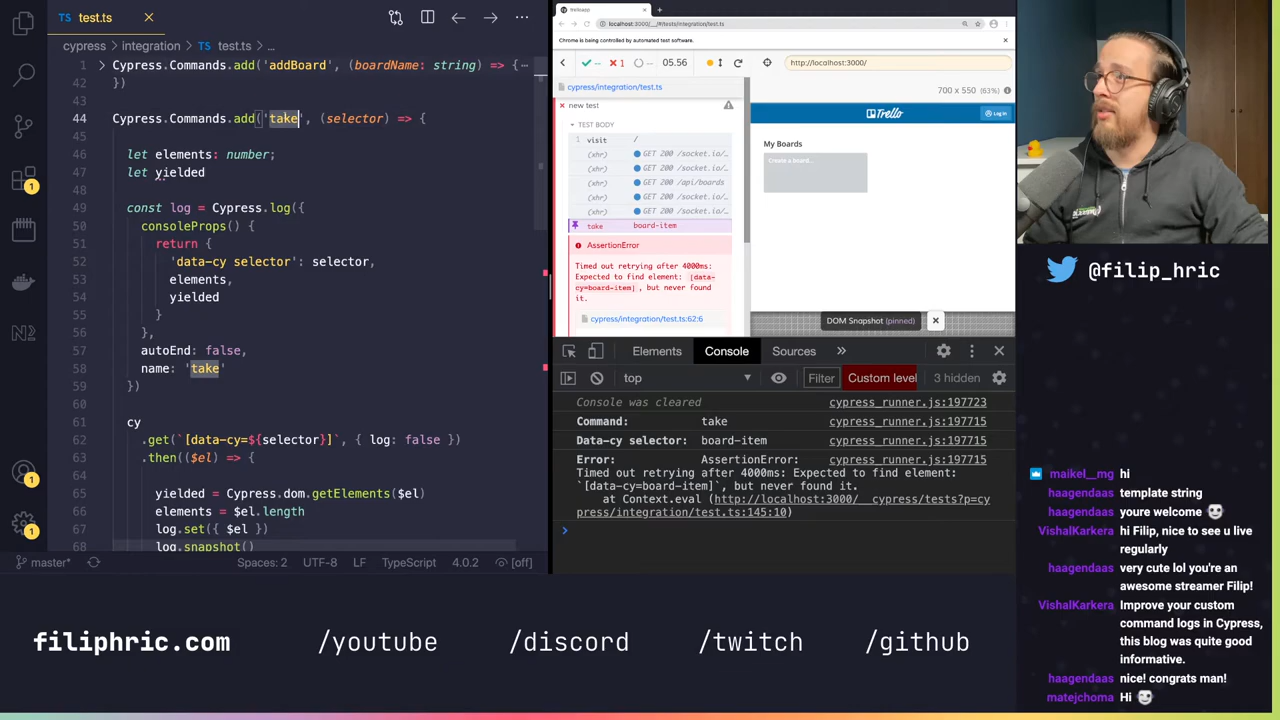 test.ts
cypress > integration > test.ts > ...
1 Cypress.Commands.add('addBoard', (boardName: string) => {…
42 })
43
44 Cypress.Commands.add('take', (selector) => {
45
46 let elements: number;
47 let yielded
48
49 const log = Cypress.log({
50 consoleProps() {
51 return {
52 'data-cy selector': selector,
53 elements,
54 yielded
55 }
56 },
57 autoEnd: false,
58 name: 'take'
59 })
60
61 cy
62 .get(`[data-cy=${selector}]`, { log: false })
63 .then(($el) => {
64
65 yielded = Cypress.dom.getElements($el)
66 elements = $el.length
67 log.set({ $el })
68 log.snapshot()
1
1
1
master*
Spaces: 2
UTF-8
LF
TypeScript
4.0.2
[off]
trelloapp
localhost:3000/__/#/tests/integration/test.ts
Chrome is being controlled by automated test software.
-- 1 -- 05.56
http://localhost:3000/
cypress/integration/test.ts
700 x 550 (63%)
new test
TEST BODY
1 visit /
(xhr) GET 200 /socket.io/…
(xhr) GET 200 /socket.io/…
(xhr) GET 200 /api/boards
(xhr) GET 200 /socket.io/…
(xhr) GET 200 /socket.io/…
take board-item
AssertionError
Timed out retrying after 4000ms:
Expected to find element: [data-
cy=board-item], but never found
it.
cypress/integration/test.ts:62:6
Trello
Log in
My Boards
Create a board...
DOM Snapshot (pinned)
Elements
Console
Sources
top
Filter
Custom level
3 hidden
Console was cleared cypress_runner.js:197723
Command: take cypress_runner.js:197715
Data-cy selector: board-item cypress_runner.js:197715
Error: AssertionError: cypress_runner.js:197715
Timed out retrying after 4000ms: Expected to find element:
`[data-cy=board-item]`, but never found it.
at Context.eval (http://localhost:3000/__cypress/tests?p=cy
press/integration/test.ts:145:10)
@filip_hric
maikel__mg hi
haagendaas template string
haagendaas youre welcome
VishalKarkera hi Filip, nice to see u live
regularly
haagendaas very cute lol you're an
awesome streamer Filip!
VishalKarkera Improve your custom
command logs in Cypress,
this blog was quite good
informative.
haagendaas nice! congrats man!
matejchoma Hi
filiphric.com
/youtube
/discord
/twitch
/github